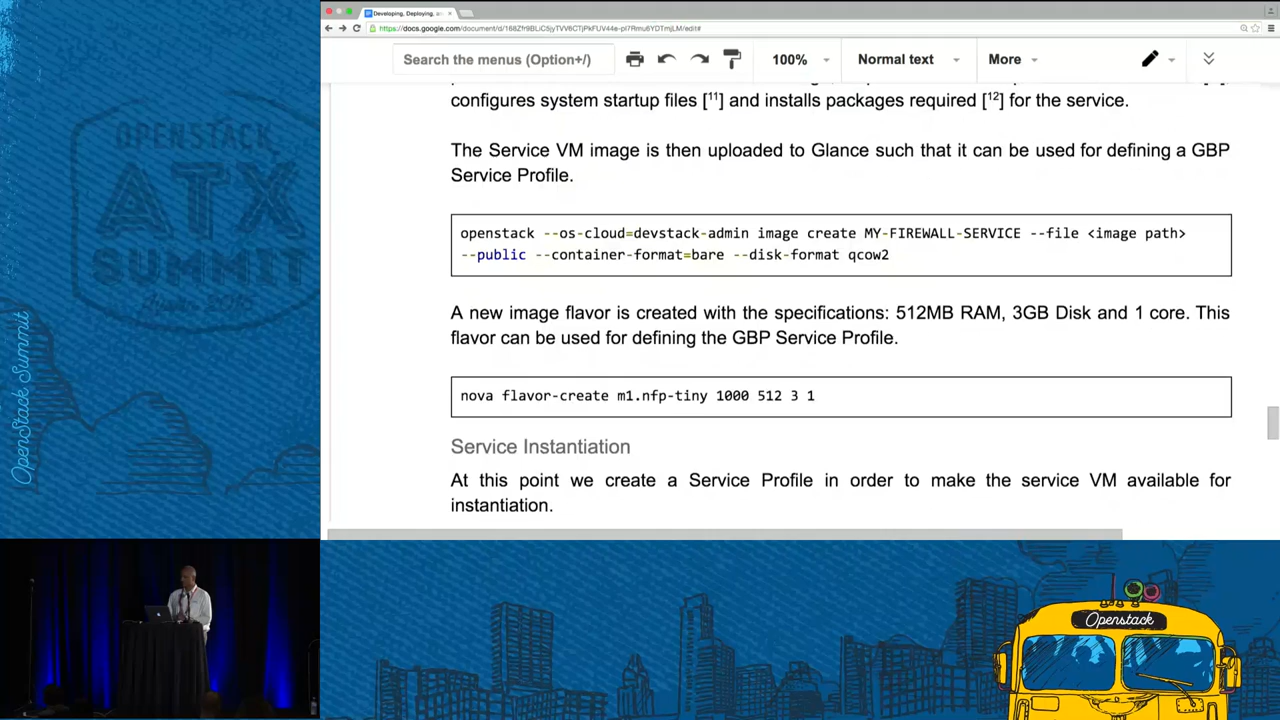 Developing, Deploying, an
https://docs.google.com/document/d/
Search the menus (Option+/)
100%
Normal text
More
configures system startup files [11] and installs packages required [12] for the service.
The Service VM image is then uploaded to Glance such that it can be used for defining a GBP
Service Profile.
openstack --os-cloud=devstack-admin image create MY-FIREWALL-SERVICE --file <image path>
--public --container-format=bare --disk-format qcow2
A new image flavor is created with the specifications: 512MB RAM, 3GB Disk and 1 core. This
flavor can be used for defining the GBP Service Profile.
nova flavor-create m1.nfp-tiny 1000 512 3 1
Service Instantiation
At this point we create a Service Profile in order to make the service VM available for
instantiation.
OPENSTACK
ATX
SUMMIT
OpenStack Summit
Openstack